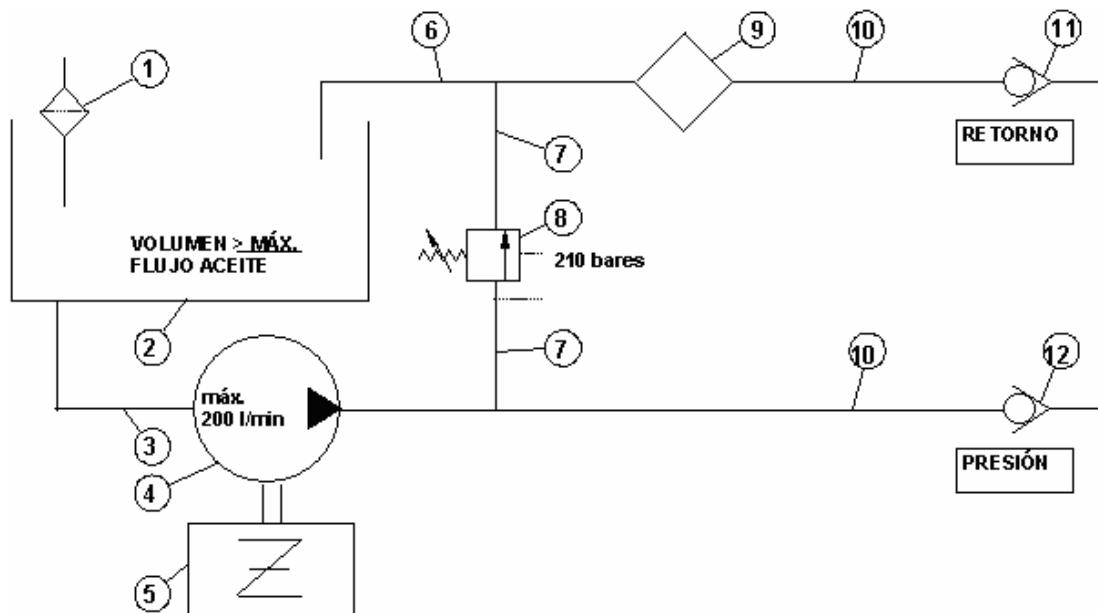 6
9
10
11
1
RETORNO
7
8
VOLUMEN > MÁX.
FLUJO ACEITE
210 bares
2
7
10
12
máx.
200 l/min
3
PRESIÓN
4
5